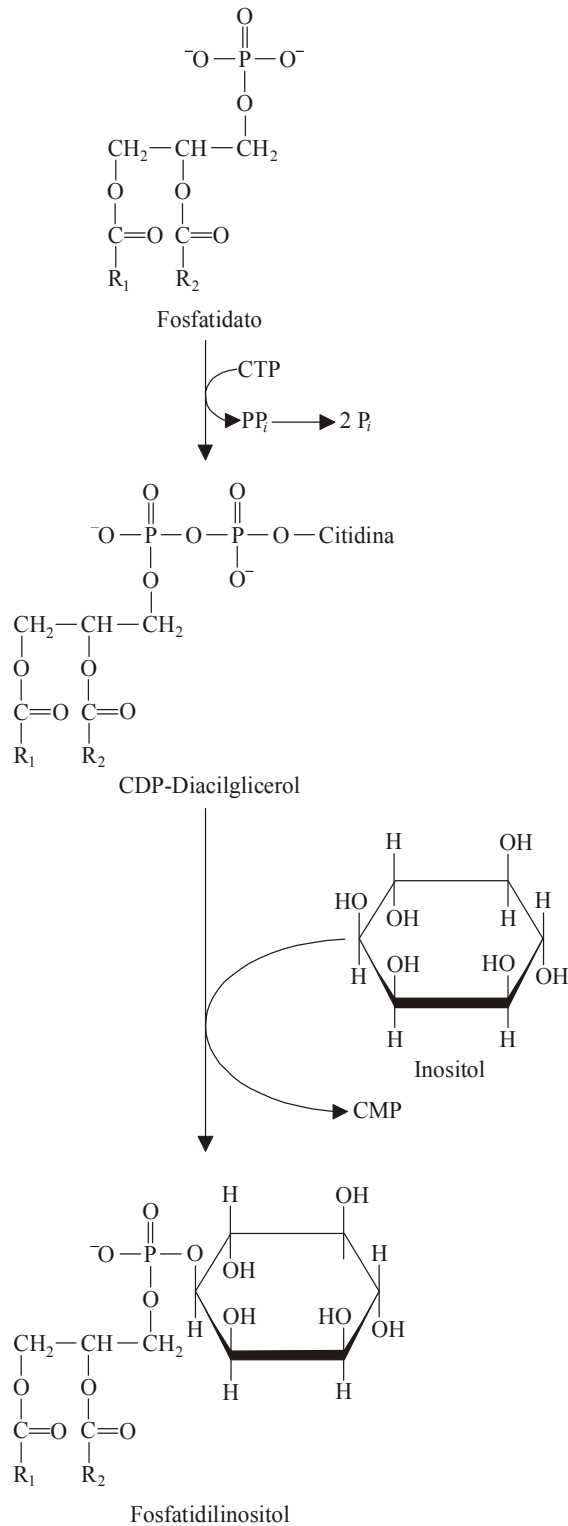 O
⁻O—P—O⁻
O
CH₂—CH—CH₂
O O
C=O C=O
R₁ R₂
Fosfatidato
CTP
PPᵢ 2 Pᵢ
O O
⁻O—P—O—P—O—Citidina
O O⁻
CH₂—CH—CH₂
O O
C=O C=O
R₁ R₂
CDP-Diacilglicerol
H OH
HO OH H H
H OH HO OH
H H
Inositol
CMP
H OH
O
⁻O—P—O OH H
O H OH HO OH
CH₂—CH—CH₂
H H
O O
C=O C=O
R₁ R₂
Fosfatidilinositol